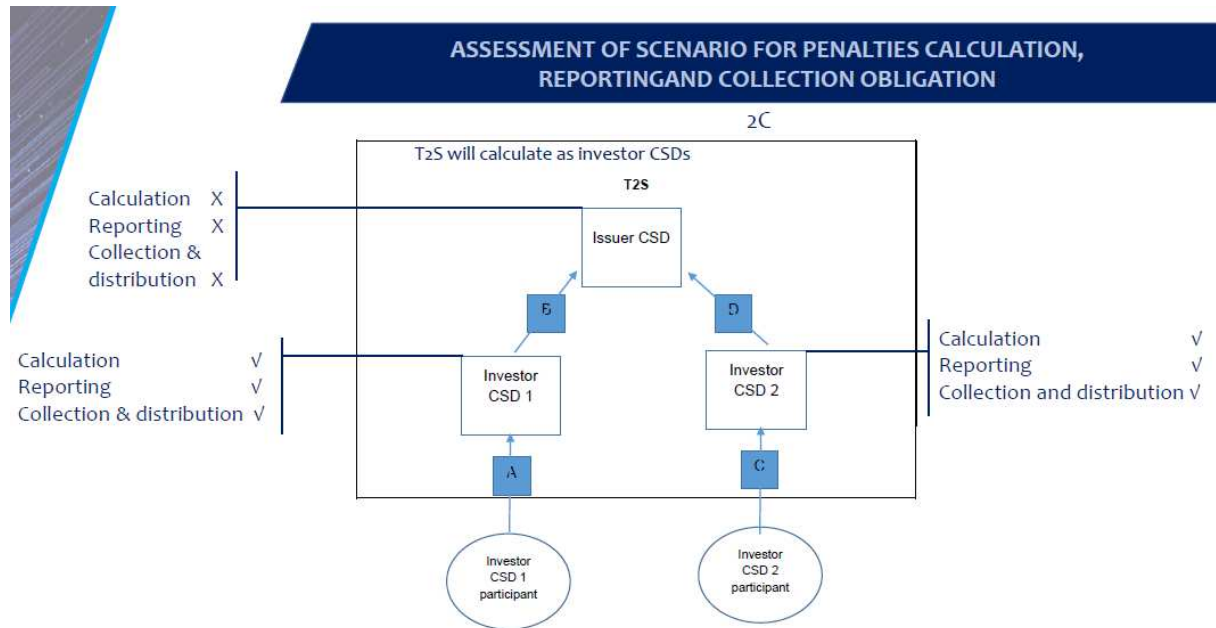 ASSESSMENT OF SCENARIO FOR PENALTIES CALCULATION,
REPORTINGAND COLLECTION OBLIGATION
2C
T2S will calculate as investor CSDs
T2S
Calculation X
Reporting X
Collection &
distribution X
Issuer CSD
B
D
Calculation √
Reporting √
Collection & distribution √
Investor
CSD 1
Investor
CSD 2
Calculation √
Reporting √
Collection and distribution √
A
C
Investor
CSD 1
participant
Investor
CSD 2
participant